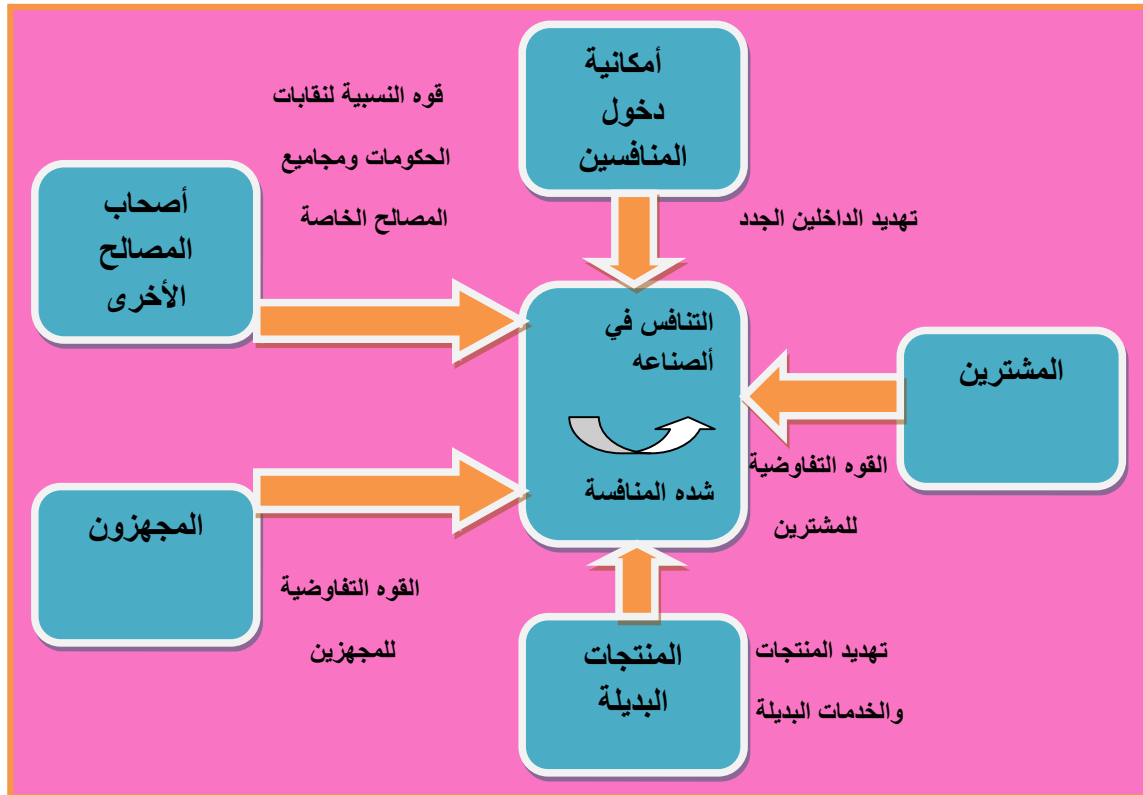 أمكانية
دخول
المنافسين
قوه النسبية لنقابات
الحكومات ومجاميع
المصالح الخاصة
تهديد الداخلين الجدد
أصحاب
المصالح
الأخرى
التنافس في
ألصناعه
شده المنافسة
المشترين
القوه التفاوضية
للمشترين
المجهزون
القوه التفاوضية
للمجهزين
المنتجات
البديلة
تهديد المنتجات
والخدمات البديلة